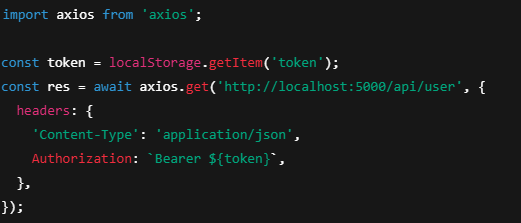 import axios from 'axios';
const token = localStorage.getItem('token');
const res = await axios.get('http://localhost:5000/api/user', {
  headers: {
    'Content-Type': 'application/json',
    Authorization: `Bearer ${token}`,
  },
});